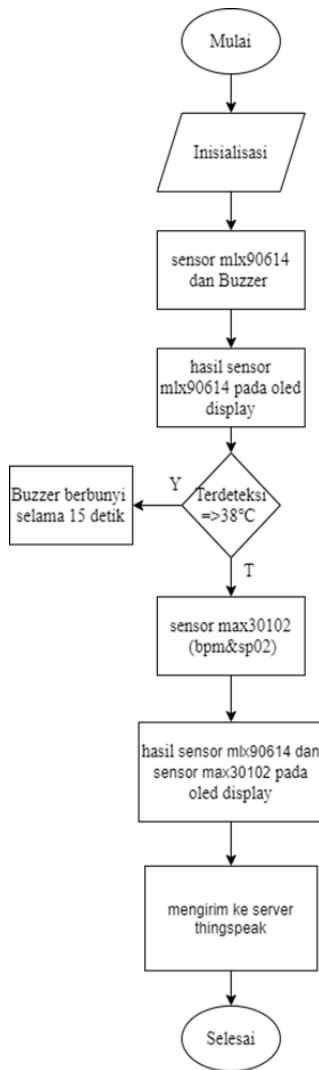 Mulai
Inisialisasi
sensor mlx90614
dan Buzzer
hasil sensor
mlx90614 pada oled
display
Terdeteksi
=>38°C
Y
Buzzer berbunyi
selama 15 detik
T
sensor max30102
(bpm&sp02)
hasil sensor mlx90614 dan
sensor max30102 pada
oled display
mengirim ke server
thingspeak
Selesai